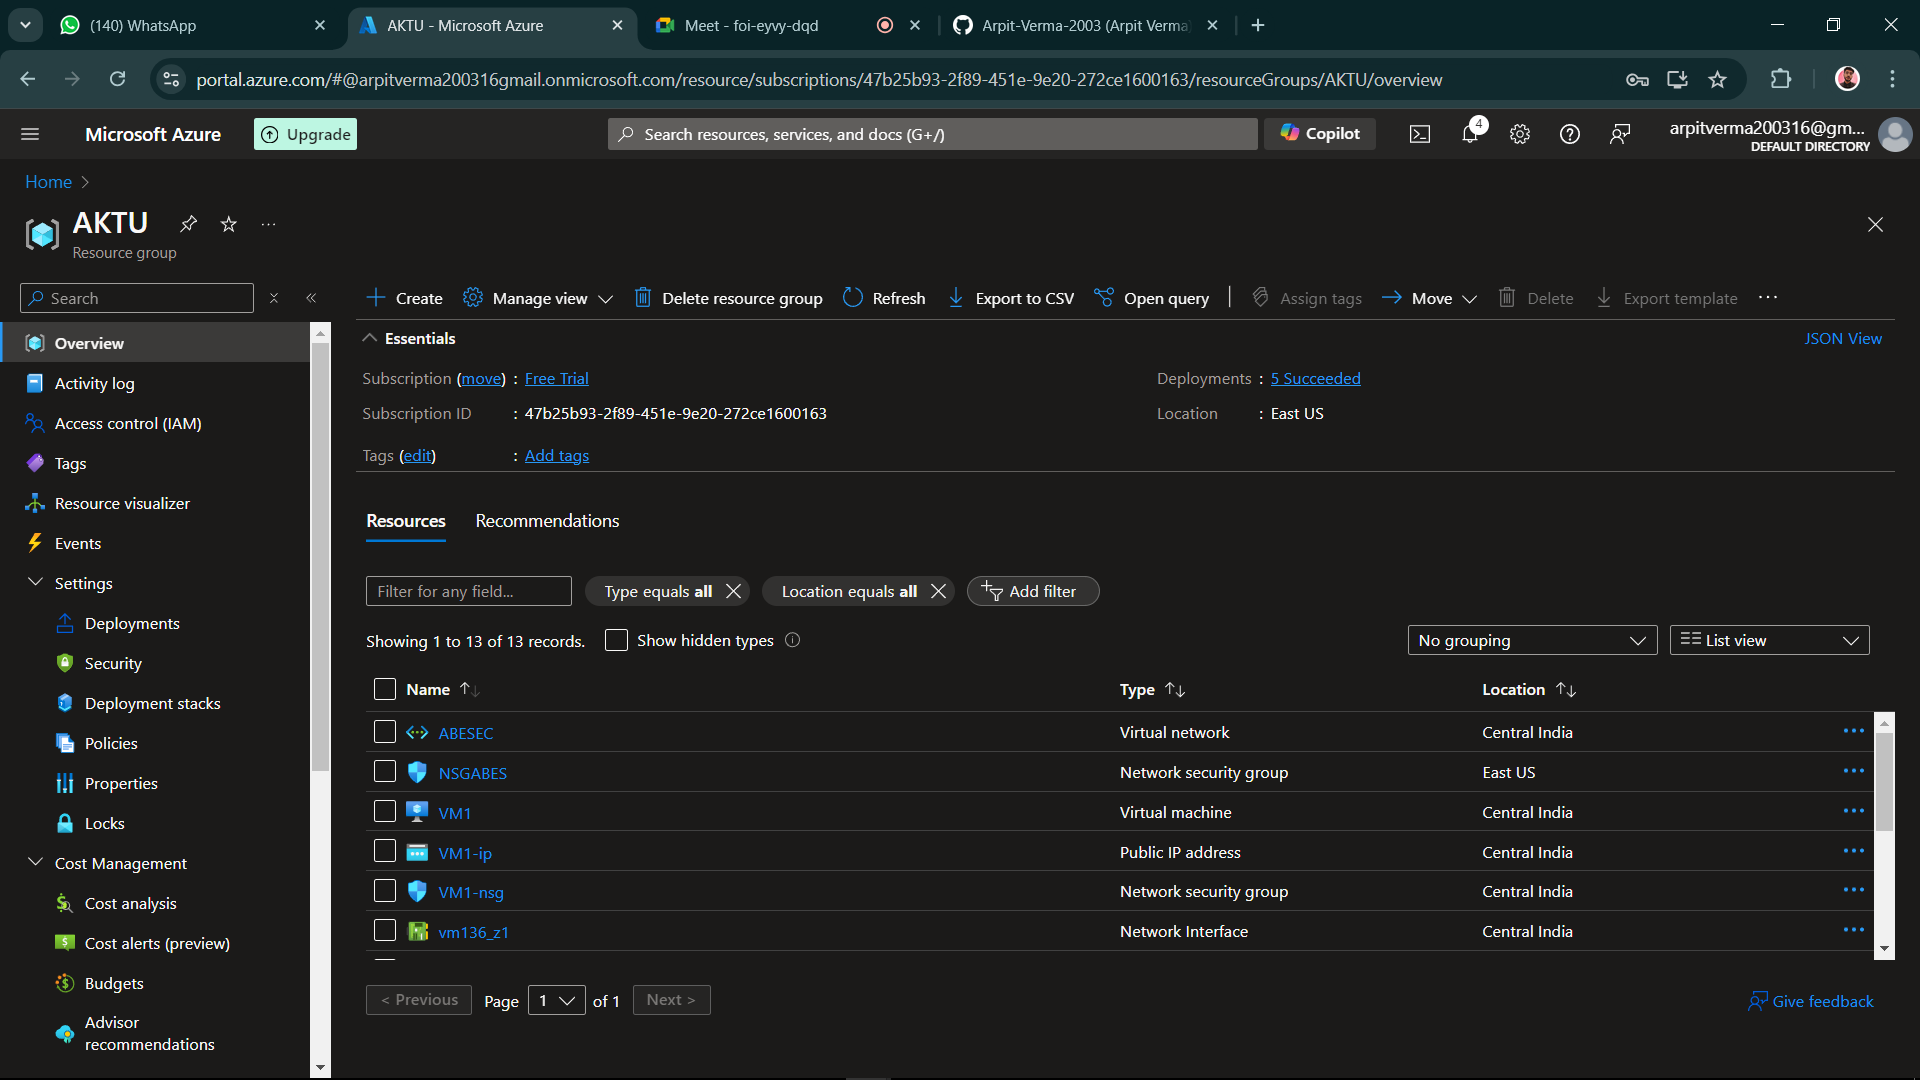 (140) WhatsApp
AKTU - Microsoft Azure
Meet - foi-eyvy-dqd
Arpit-Verma-2003 (Arpit Verma)
portal.azure.com/#@arpitverma200316gmail.onmicrosoft.com/resource/subscriptions/47b25b93-2f89-451e-9e20-272ce1600163/resourceGroups/AKTU/overview
Microsoft Azure
Upgrade
Search resources, services, and docs (G+/)
Copilot
4
arpitverma200316@gm...
DEFAULT DIRECTORY
Home
AKTU
Resource group
Search
Create
Manage view
Delete resource group
Refresh
Export to CSV
Open query
Assign tags
Move
Delete
Export template
Overview
Activity log
Access control (IAM)
Tags
Resource visualizer
Events
Settings
Deployments
Security
Deployment stacks
Policies
Properties
Locks
Cost Management
Cost analysis
Cost alerts (preview)
Budgets
Advisor
recommendations
Essentials
JSON View
Subscription (move) : Free Trial
Deployments : 5 Succeeded
Subscription ID : 47b25b93-2f89-451e-9e20-272ce1600163
Location : East US
Tags (edit) : Add tags
Resources
Recommendations
Filter for any field...
Type equals all
Location equals all
Add filter
Showing 1 to 13 of 13 records.
Show hidden types
No grouping
List view
Name Type Location
ABESEC Virtual network Central India
NSGABES Network security group East US
VM1 Virtual machine Central India
VM1-ip Public IP address Central India
VM1-nsg Network security group Central India
vm136_z1 Network Interface Central India
< Previous Page 1 of 1 Next >
Give feedback